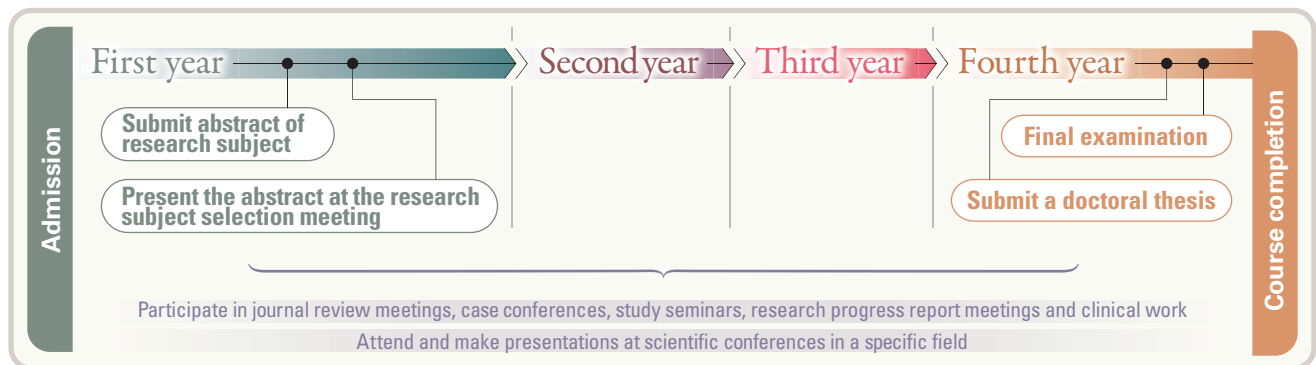 Admission
First year
Second year
Third year
Fourth year
Submit abstract of
research subject
Present the abstract at the research
subject selection meeting
Final examination
Submit a doctoral thesis
Course completion
Participate in journal review meetings, case conferences, study seminars, research progress report meetings and clinical work
Attend and make presentations at scientific conferences in a specific field